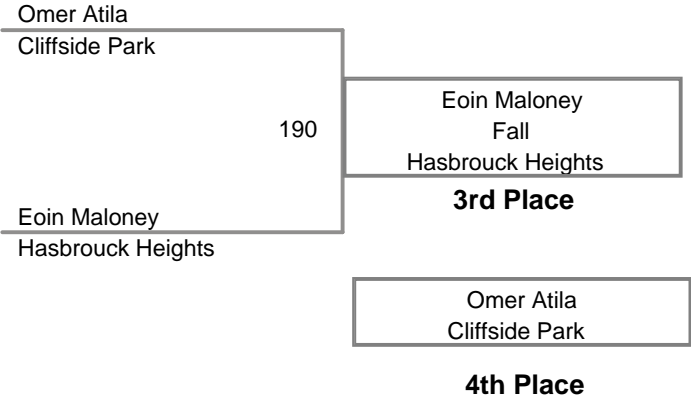 Omer Atila
Cliffside Park
190
Eoin Maloney
Fall
Hasbrouck Heights
3rd Place
Eoin Maloney
Hasbrouck Heights
Omer Atila
Cliffside Park
4th Place